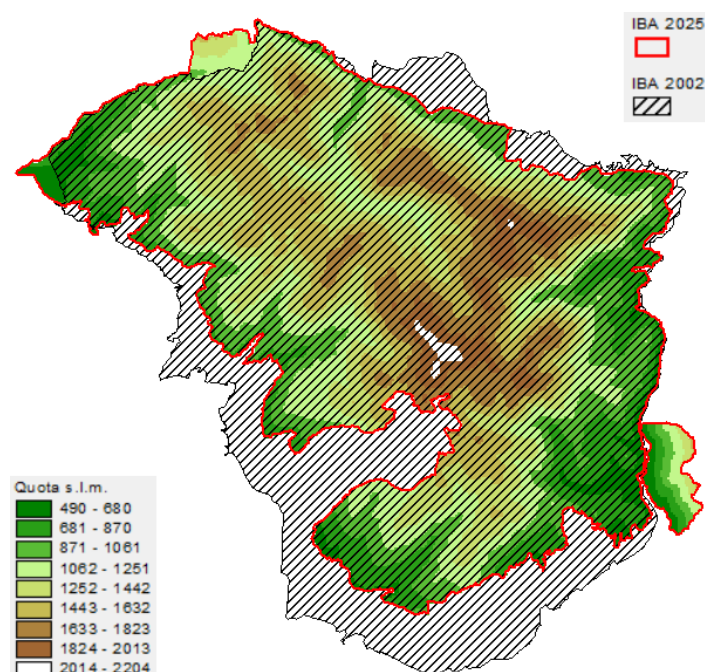 IBA 2025
IBA 2002
Quota s.l.m.
490 - 680
681 - 870
871 - 1061
1062 - 1251
1252 - 1442
1443 - 1632
1633 - 1823
1824 - 2013
2014 - 2204